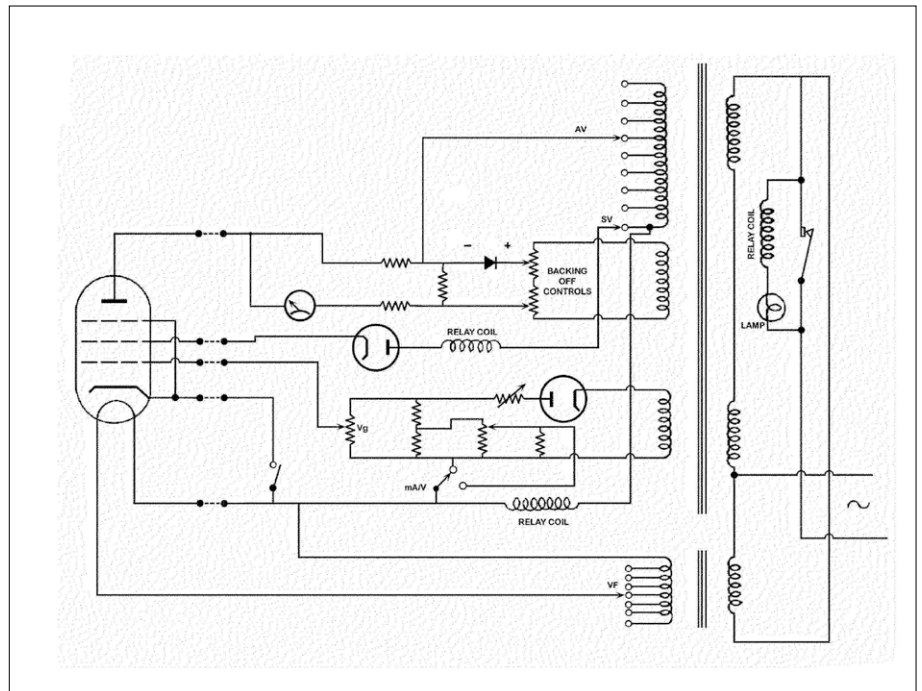 AV
SV
− +
BACKING
OFF
CONTROLS
RELAY COIL
LAMP
RELAY COIL
Vg
mA/V
RELAY COIL
VF